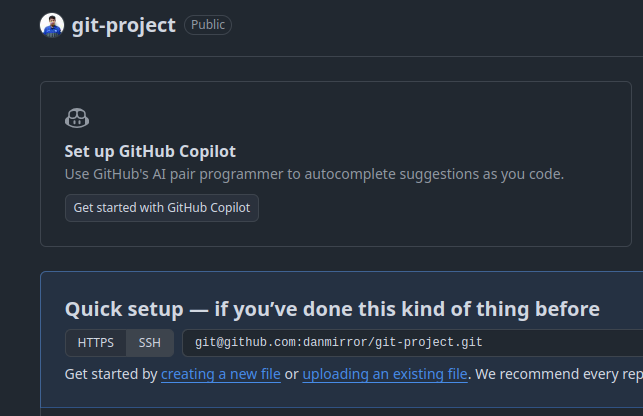 git-project Public
Set up GitHub Copilot
Use GitHub's AI pair programmer to autocomplete suggestions as you code.
Get started with GitHub Copilot
Quick setup — if you’ve done this kind of thing before
HTTPS SSH git@github.com:danmirror/git-project.git
Get started by creating a new file or uploading an existing file. We recommend every rep